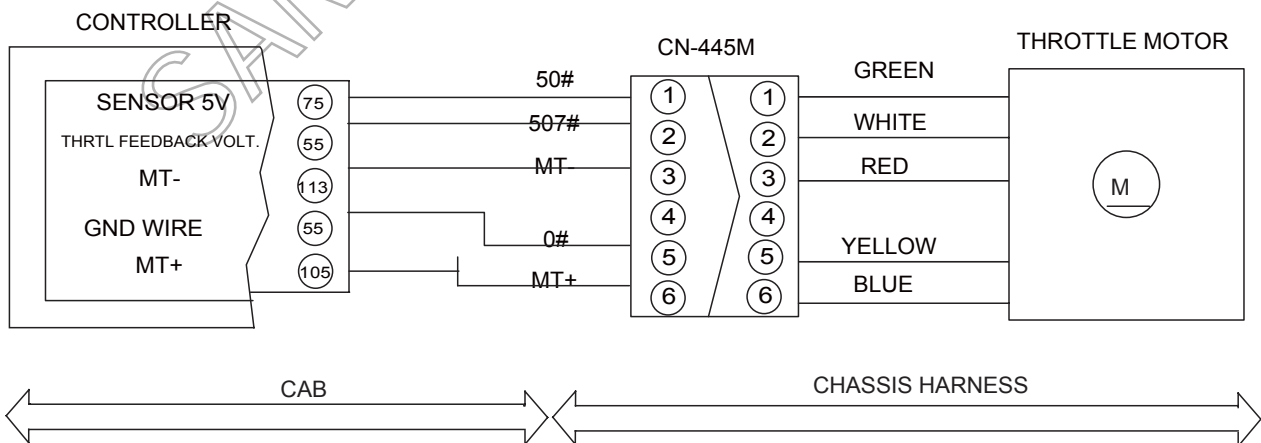 CONTROLLER
CN-445M
THROTTLE MOTOR
SENSOR 5V 75 50# 1 1 GREEN
THRTL FEEDBACK VOLT. 55 507# 2 2 WHITE
MT- 113 MT- 3 3 RED
M
4 4
GND WIRE 55 0# 5 5 YELLOW
MT+ 105 MT+ 6 6 BLUE
CAB
CHASSIS HARNESS
SAN